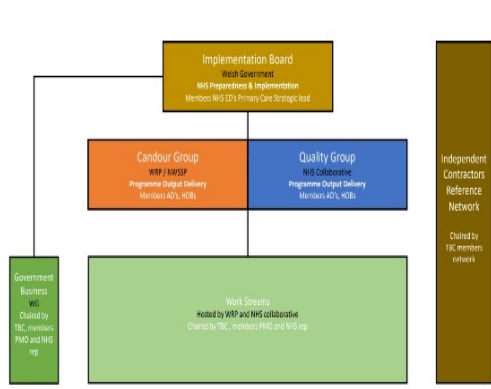 Implementation Board
Welsh Government
NHS Preparedness & Implementation
Members NHS ED's Primary Care Strategic lead
Candour Group
WRP / NWSSP
Programme Output Delivery
Members AD's, HOBs
Quality Group
NHS Collaborative
Programme Output Delivery
Members AD's, HOBs
Independent
Contractors
Reference
Network
Chaired by
TBC members
network
Government
Business
WG
Chaired by
TBC, members
PMO and NHS
rep
Work Streams
Hosted by WRP and NHS collaborative
Chaired by TBC , members PMO and NHS rep